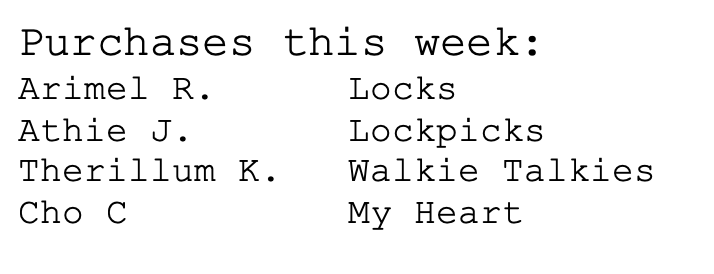 Purchases this week:
Arimel R. Locks
Athie J. Lockpicks
Therillum K. Walkie Talkies
Cho C My Heart